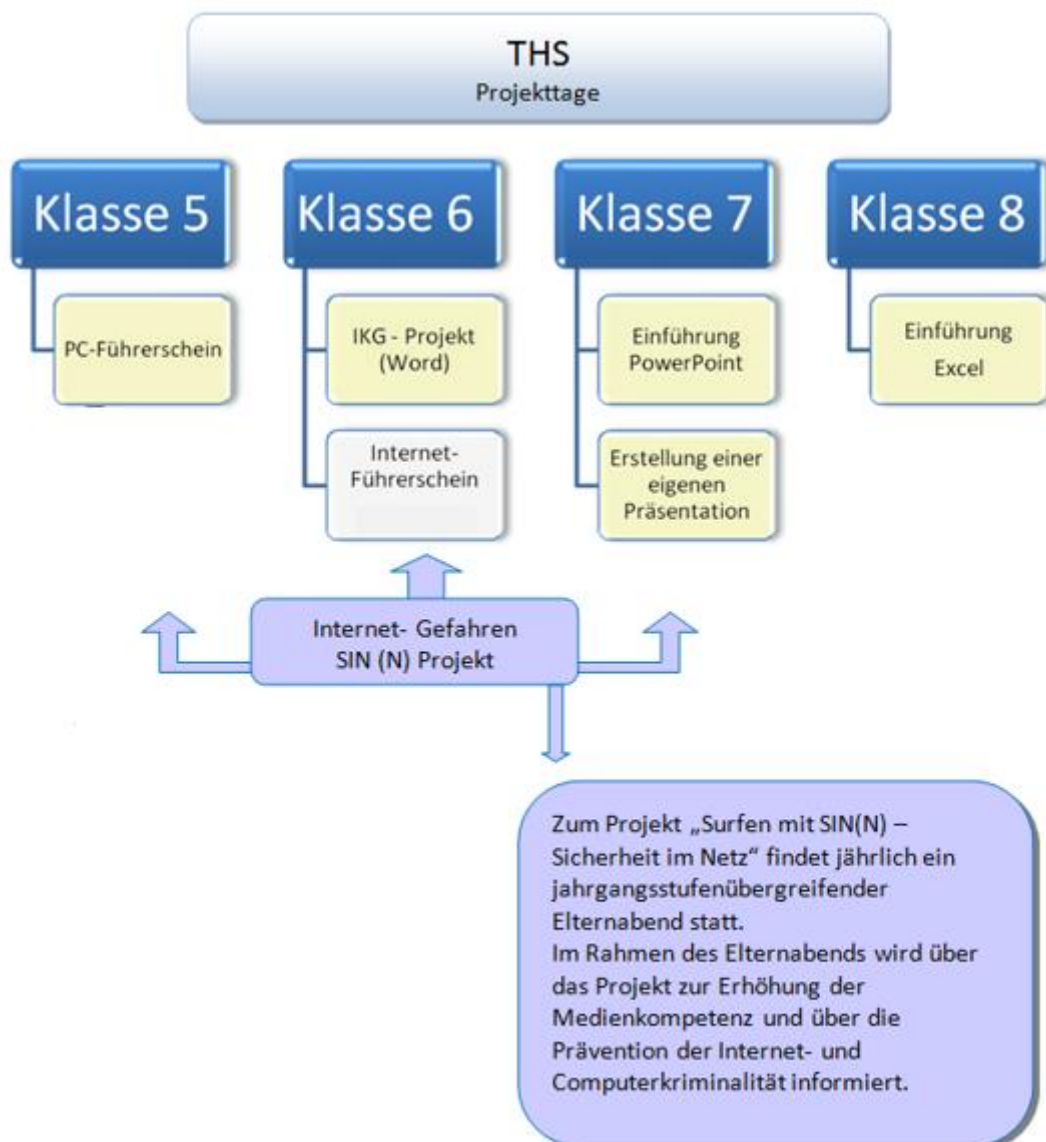 THS
Projekttage
Klasse 5
Klasse 6
Klasse 7
Klasse 8
PC-Führerschein
IKG - Projekt
(Word)
Einführung
PowerPoint
Einführung
Excel
Internet-
Führerschein
Erstellung einer
eigenen
Präsentation
Internet- Gefahren
SIN (N) Projekt
Zum Projekt „Surfen mit SIN(N) –
Sicherheit im Netz“ findet jährlich ein
jahrgangsstufenübergreifender
Elternabend statt.
Im Rahmen des Elternabends wird über
das Projekt zur Erhöhung der
Medienkompetenz und über die
Prävention der Internet- und
Computerkriminalität informiert.